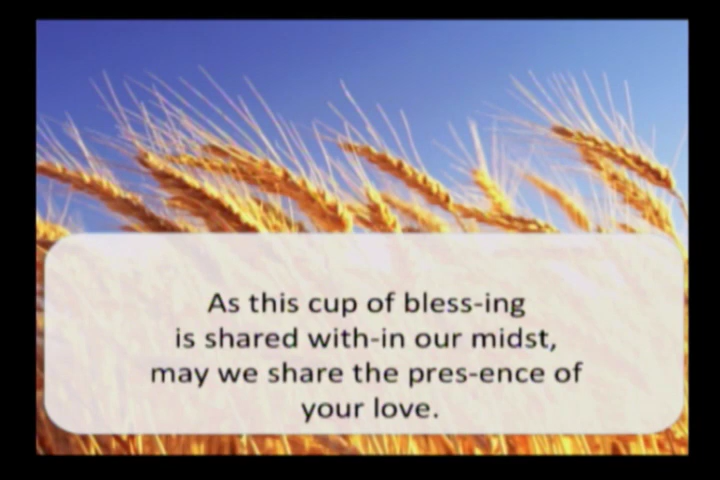 As this cup of bless-ing
is shared with-in our midst,
may we share the pres-ence of
your love.